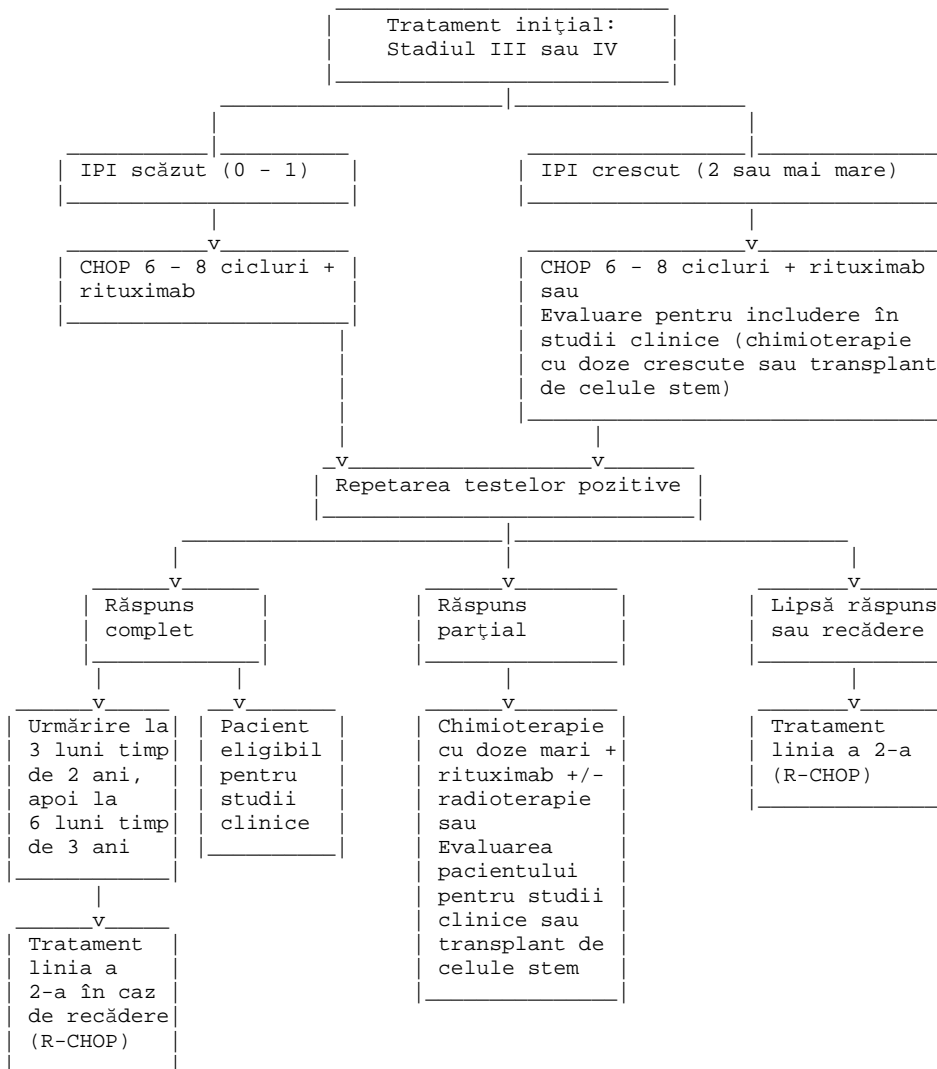 Tratament iniţial:
Stadiul III sau IV
IPI scăzut (0 - 1)
IPI crescut (2 sau mai mare)
CHOP 6 - 8 cicluri +
rituximab
CHOP 6 - 8 cicluri + rituximab
sau
Evaluare pentru includere în
studii clinice (chimioterapie
cu doze crescute sau transplant
de celule stem)
Repetarea testelor pozitive
Răspuns
complet
Răspuns
parţial
Lipsă răspuns
sau recădere
Urmărire la
3 luni timp
de 2 ani,
apoi la
6 luni timp
de 3 ani
Pacient
eligibil
pentru
studii
clinice
Chimioterapie
cu doze mari +
rituximab +/-
radioterapie
sau
Evaluarea
pacientului
pentru studii
clinice sau
transplant de
celule stem
Tratament
linia a 2-a
(R-CHOP)
Tratament
linia a
2-a în caz
de recădere
(R-CHOP)